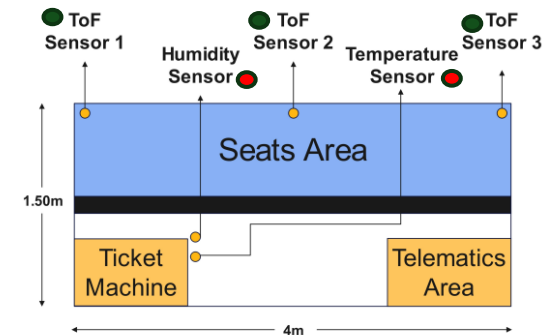 ToF
Sensor 1
Humidity
Sensor
ToF
Sensor 2
Temperature
Sensor
ToF
Sensor 3
Seats Area
1.50m
Ticket
Machine
Telematics
Area
4m